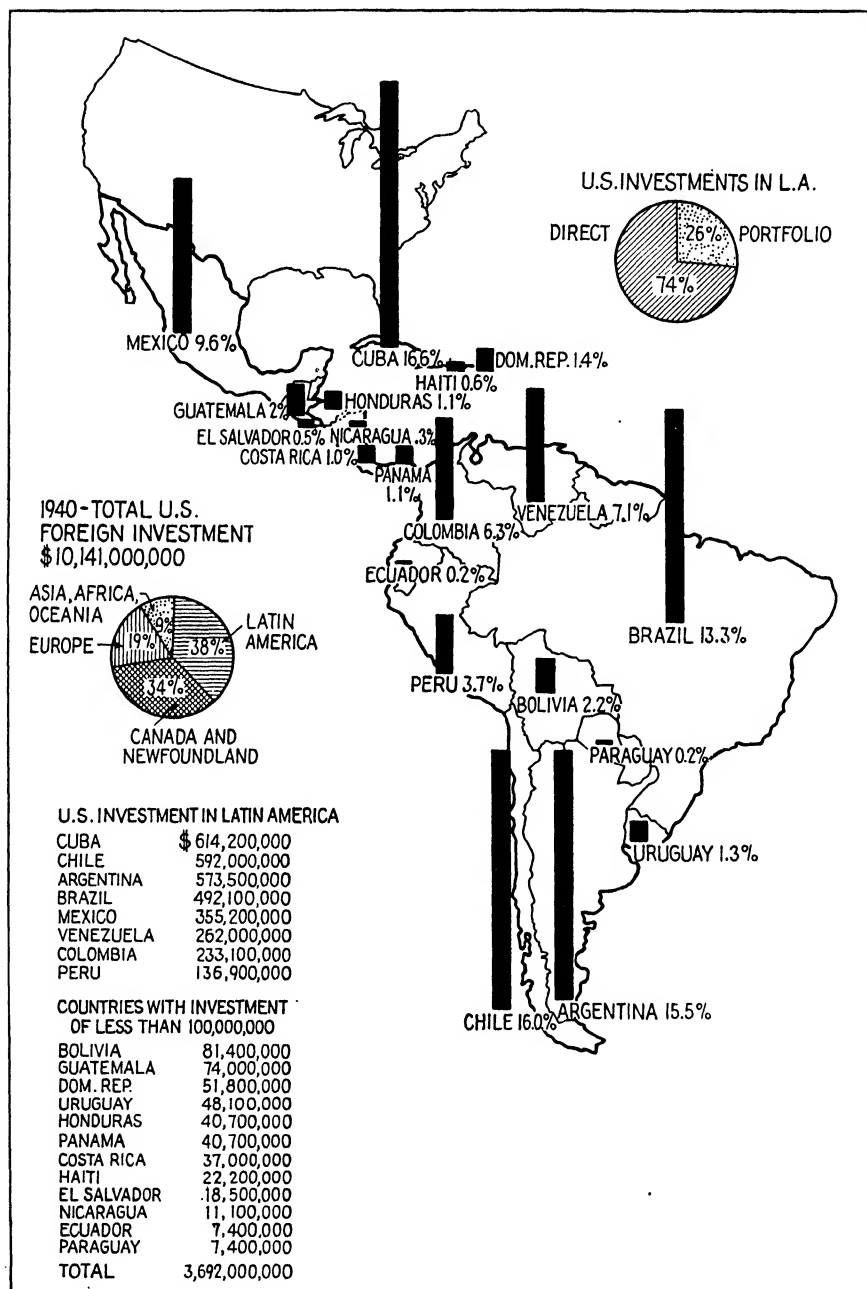 U.S. INVESTMENTS IN L.A.
DIRECT
26%
PORTFOLIO
74%
MEXICO 9.6%
CUBA 16.6%
DOM. REP. 1.4%
HAITI 0.6%
GUATEMALA 2%
HONDURAS 1.1%
EL SALVADOR 0.5%
NICARAGUA .3%
COSTA RICA 1.0%
PANAMA
1.1%
COLOMBIA 6.3%
VENEZUELA 7.1%
ECUADOR 0.2%
BRAZIL 13.3%
PERU 3.7%
BOLIVIA 2.2%
PARAGUAY 0.2%
URUGUAY 1.3%
CHILE 16.0%
ARGENTINA 15.5%
1940-TOTAL U.S.
FOREIGN INVESTMENT
$10,141,000,000
ASIA, AFRICA,
OCEANIA
9%
EUROPE
19%
38%
LATIN
AMERICA
34%
CANADA AND
NEWFOUNDLAND
U.S. INVESTMENT IN LATIN AMERICA
CUBA $614,200,000
CHILE 592,000,000
ARGENTINA 573,500,000
BRAZIL 492,100,000
MEXICO 355,200,000
VENEZUELA 262,000,000
COLOMBIA 233,100,000
PERU 136,900,000
COUNTRIES WITH INVESTMENT
OF LESS THAN 100,000,000
BOLIVIA 81,400,000
GUATEMALA 74,000,000
DOM. REP. 51,800,000
URUGUAY 48,100,000
HONDURAS 40,700,000
PANAMA 40,700,000
COSTA RICA 37,000,000
HAITI 22,200,000
EL SALVADOR 18,500,000
NICARAGUA 11,100,000
ECUADOR 7,400,000
PARAGUAY 7,400,000
TOTAL 3,692,000,000